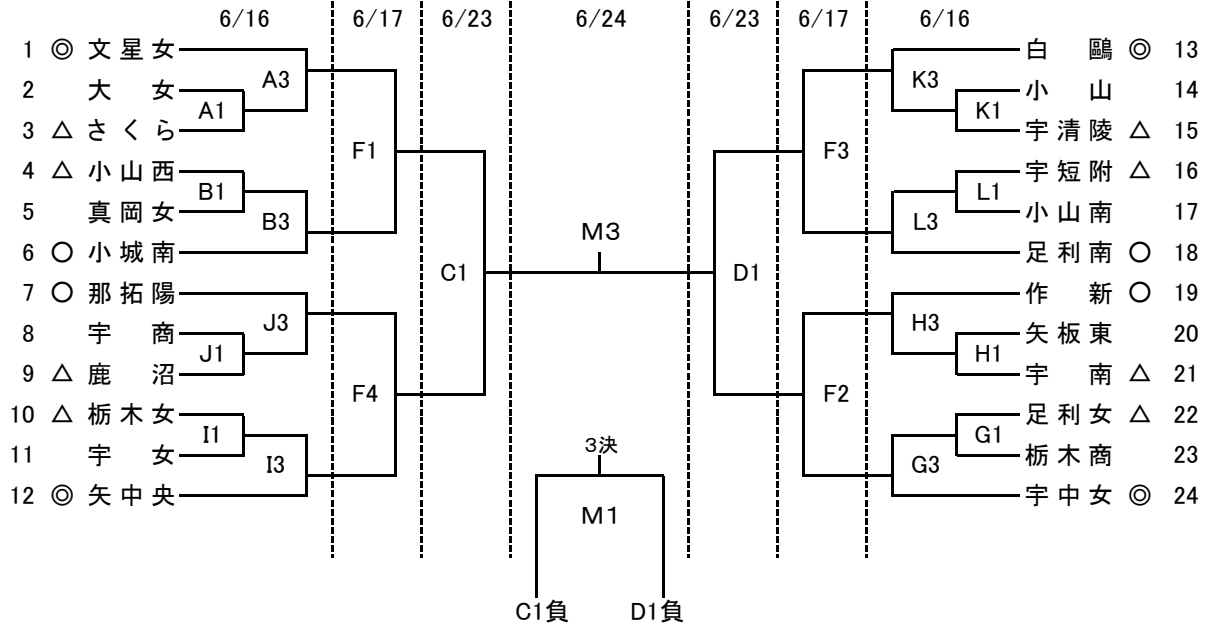 6/16 6/17 6/23 6/24 6/23 6/17 6/16
1 ◎ 文星女
2 大女
3 △ さくら
4 △ 小山西
5 真岡女
6 ○ 小城南
7 ○ 那拓陽
8 宇商
9 △ 鹿沼
10 △ 栃木女
11 宇女
12 ◎ 矢中央
A3
A1
B1
B3
J3
J1
I1
I3
F1
F4
C1
M3
3決
M1
C1負 D1負
D1
F3
F2
K3
K1
L1
L3
H3
H1
G1
G3
白鷗 ◎ 13
小山 14
宇清陵 △ 15
宇短附 △ 16
小山南 17
足利南 ○ 18
作新 ○ 19
矢板東 20
宇南 △ 21
足利女 △ 22
栃木商 23
宇中女 ◎ 24